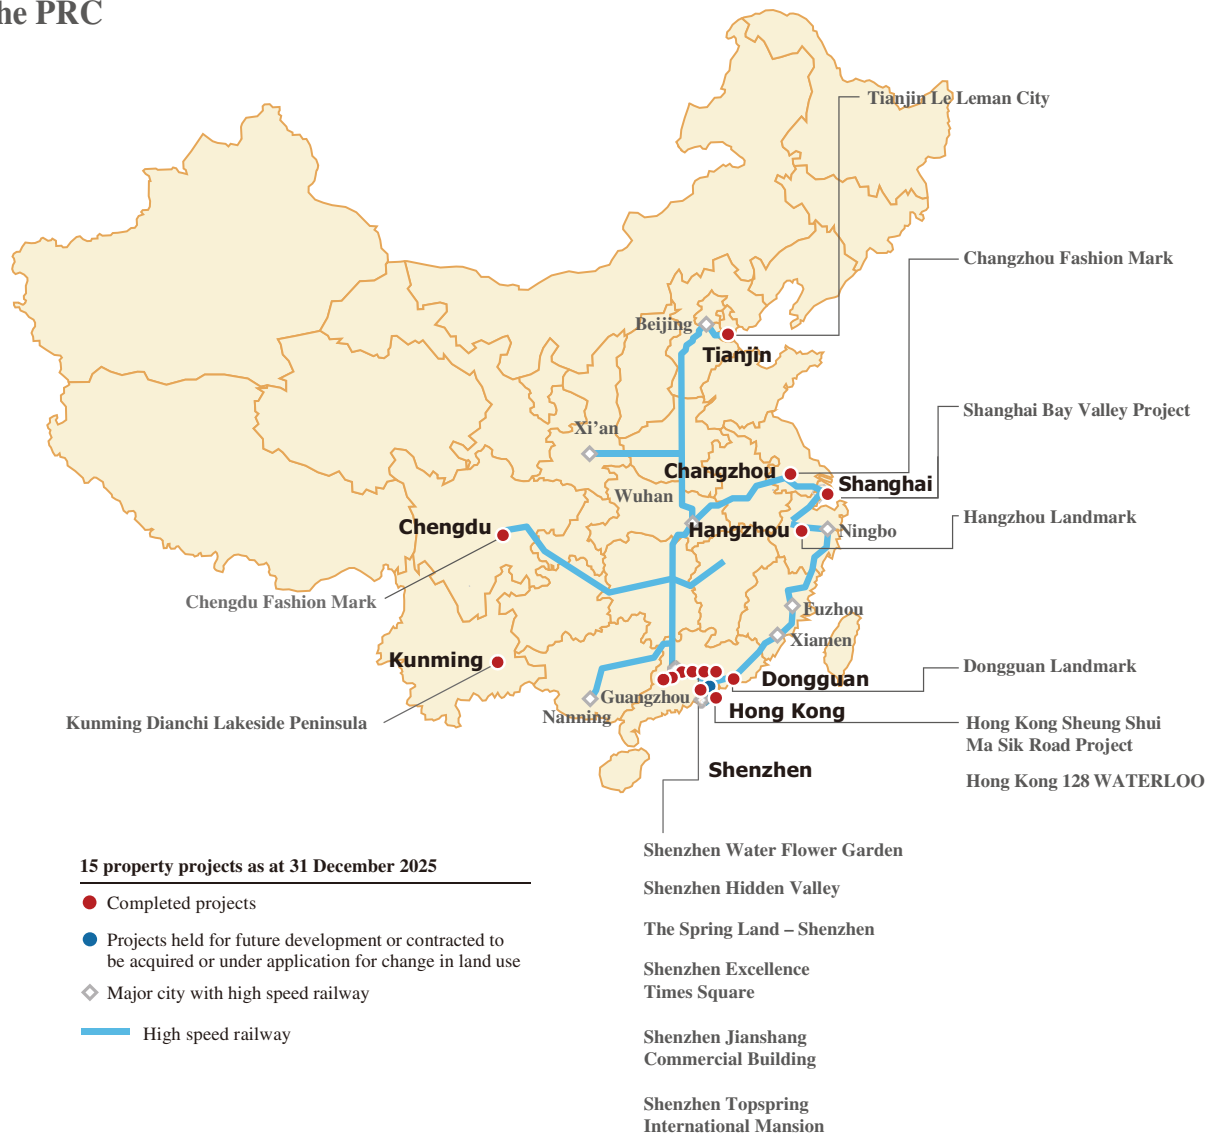 he PRC
Tianjin Le Leman City
Changzhou Fashion Mark
Beijing
Tianjin
Shanghai Bay Valley Project
Xi’an
Changzhou
Shanghai
Wuhan
Hangzhou Landmark
Chengdu
Hangzhou
Ningbo
Chengdu Fashion Mark
Fuzhou
Xiamen
Kunming
Dongguan Landmark
Dongguan
Guangzhou
Nanning
Hong Kong
Kunming Dianchi Lakeside Peninsula
Hong Kong Sheung Shui
Ma Sik Road Project
Shenzhen
Hong Kong 128 WATERLOO
15 property projects as at 31 December 2025
Completed projects
Projects held for future development or contracted to
be acquired or under application for change in land use
Major city with high speed railway
High speed railway
Shenzhen Water Flower Garden
Shenzhen Hidden Valley
The Spring Land – Shenzhen
Shenzhen Excellence
Times Square
Shenzhen Jianshang
Commercial Building
Shenzhen Topspring
International Mansion